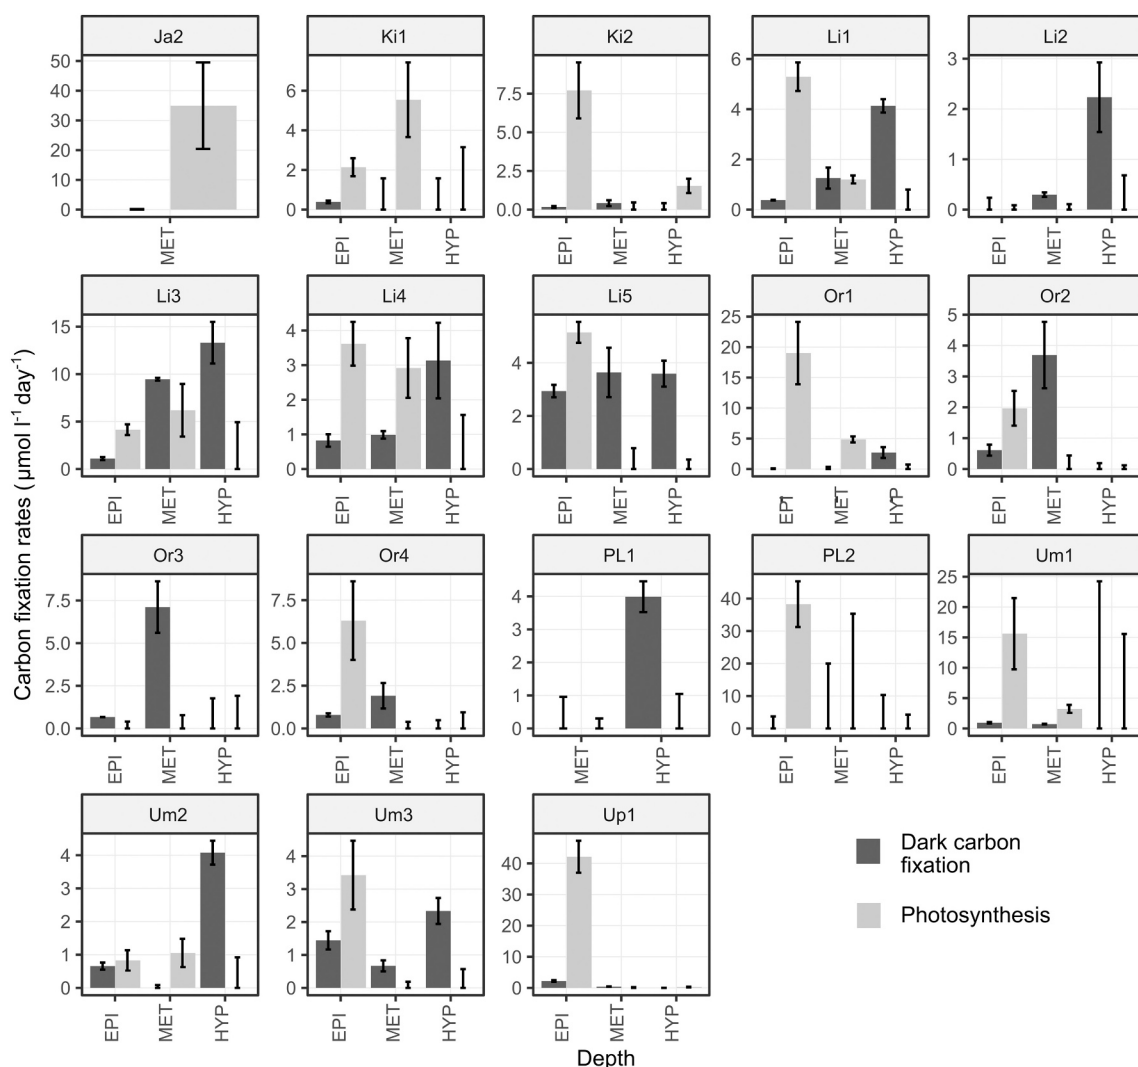 Ja2
Ki1
Ki2
Li1
Li2
50
40
30
20
10
0
6
4
2
0
7.5
5.0
2.5
0.0
6
4
2
0
3
2
1
0
MET
EPI
MET
HYP
EPI
MET
HYP
EPI
MET
HYP
EPI
MET
HYP
Carbon fixation rates (µmol l⁻¹ day⁻¹)
Li3
Li4
Li5
Or1
Or2
15
10
5
0
4
3
2
1
0
4
2
0
25
20
15
10
5
0
5
4
3
2
1
0
EPI
MET
HYP
EPI
MET
HYP
EPI
MET
HYP
EPI
MET
HYP
EPI
MET
HYP
Or3
Or4
PL1
PL2
Um1
7.5
5.0
2.5
0.0
7.5
5.0
2.5
0.0
4
3
2
1
0
40
30
20
10
0
25
20
15
10
5
0
EPI
MET
HYP
EPI
MET
HYP
MET
HYP
EPI
MET
HYP
EPI
MET
HYP
Um2
Um3
Up1
4
3
2
1
0
4
3
2
1
0
40
30
20
10
0
EPI
MET
HYP
EPI
MET
HYP
EPI
MET
HYP
Dark carbon
fixation
Photosynthesis
Depth